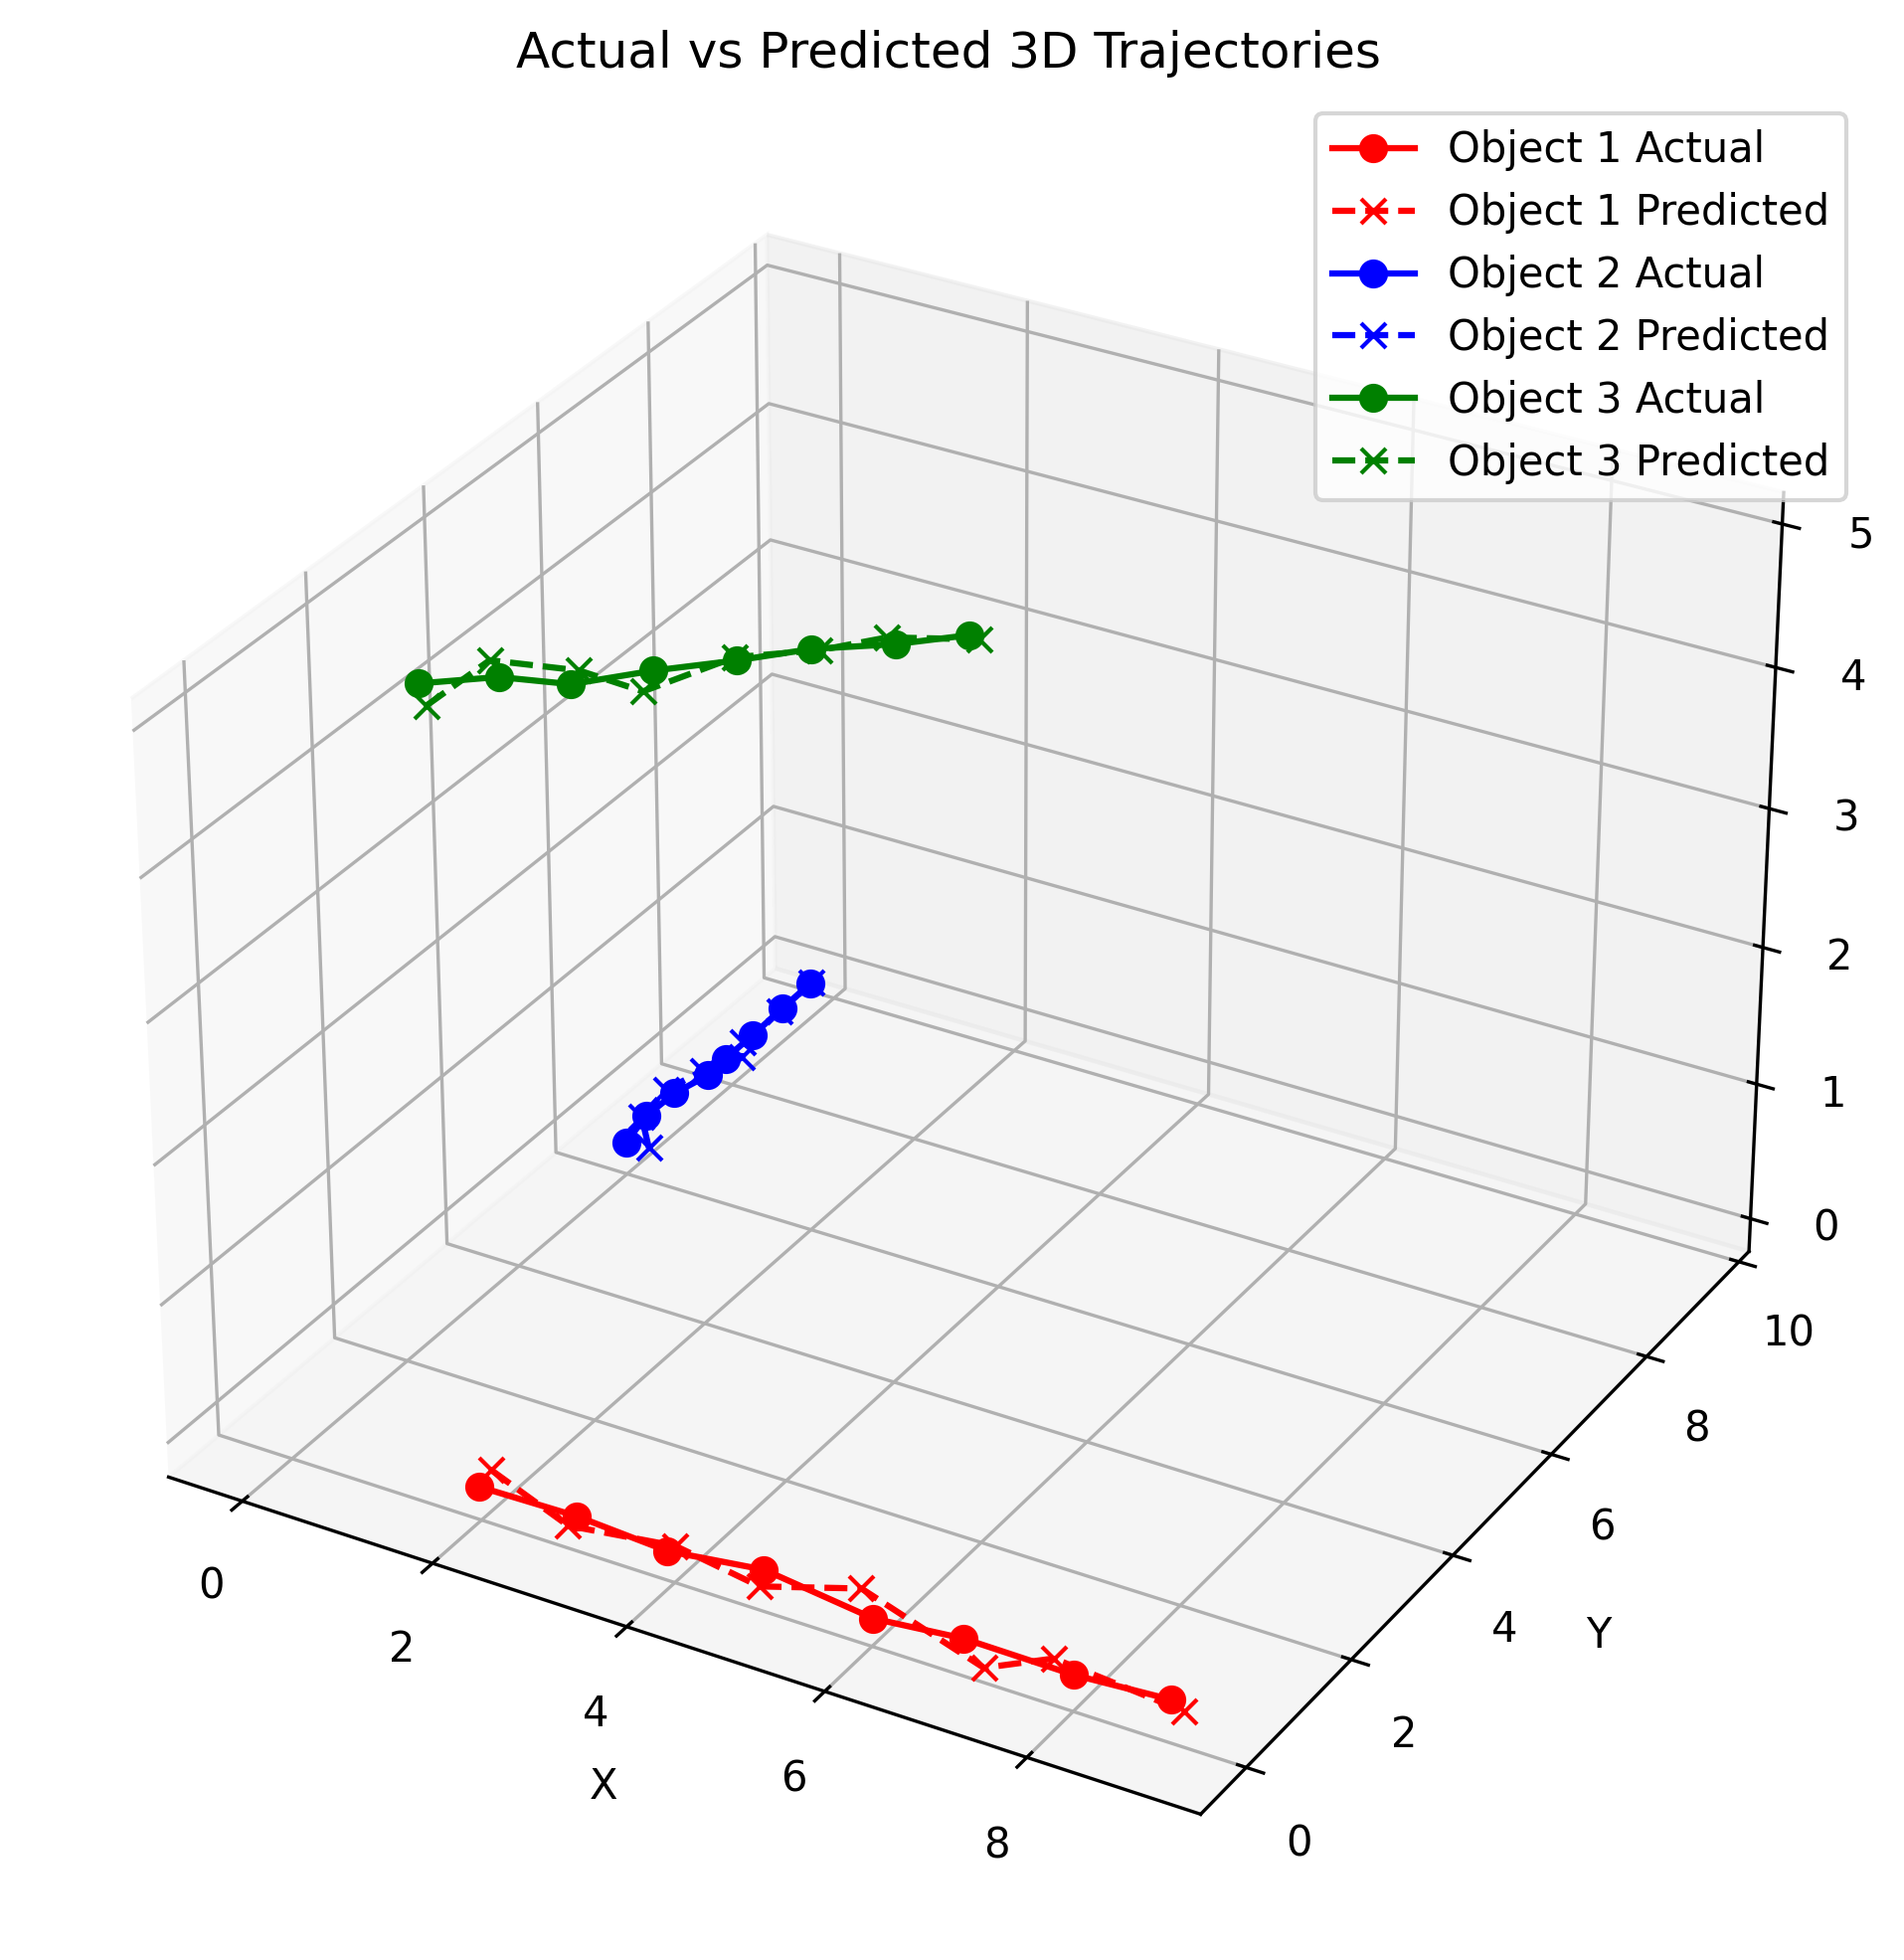 Actual vs Predicted 3D Trajectories
Object 1 Actual
Object 1 Predicted
Object 2 Actual
Object 2 Predicted
Object 3 Actual
Object 3 Predicted
5
4
3
2
1
0
10
8
6
4
2
0
Y
0
2
4
6
8
X